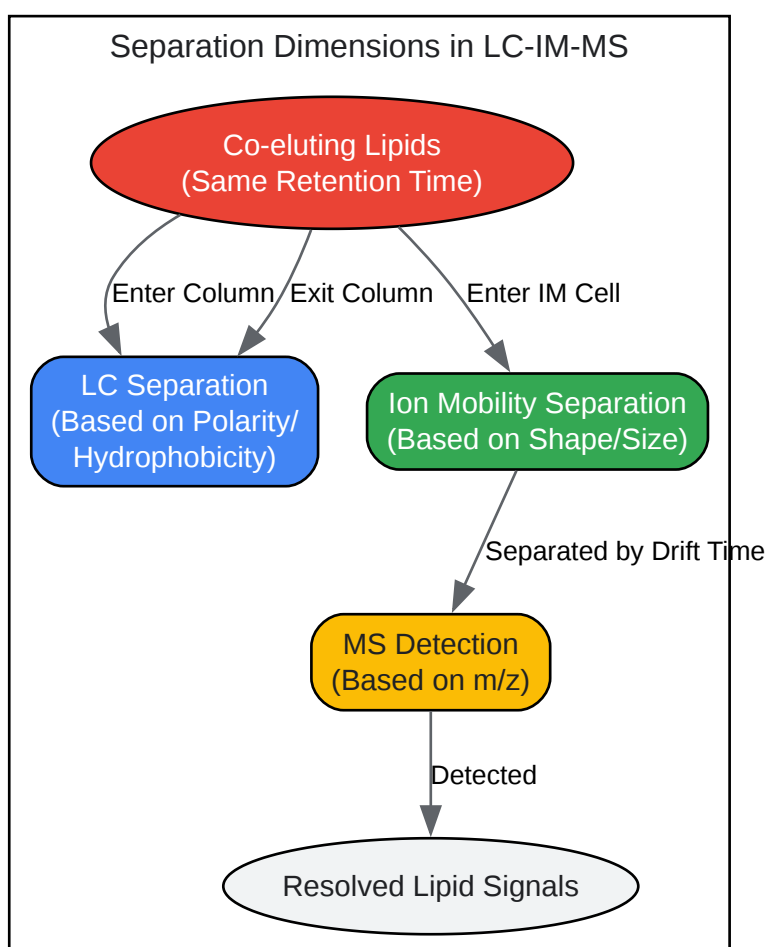 Separation Dimensions in LC-IM-MS
Co-eluting Lipids
(Same Retention Time)
Enter Column
Exit Column
Enter IM Cell
LC Separation
(Based on Polarity/
Hydrophobicity)
Ion Mobility Separation
(Based on Shape/Size)
Separated by Drift Time
MS Detection
(Based on m/z)
Detected
Resolved Lipid Signals